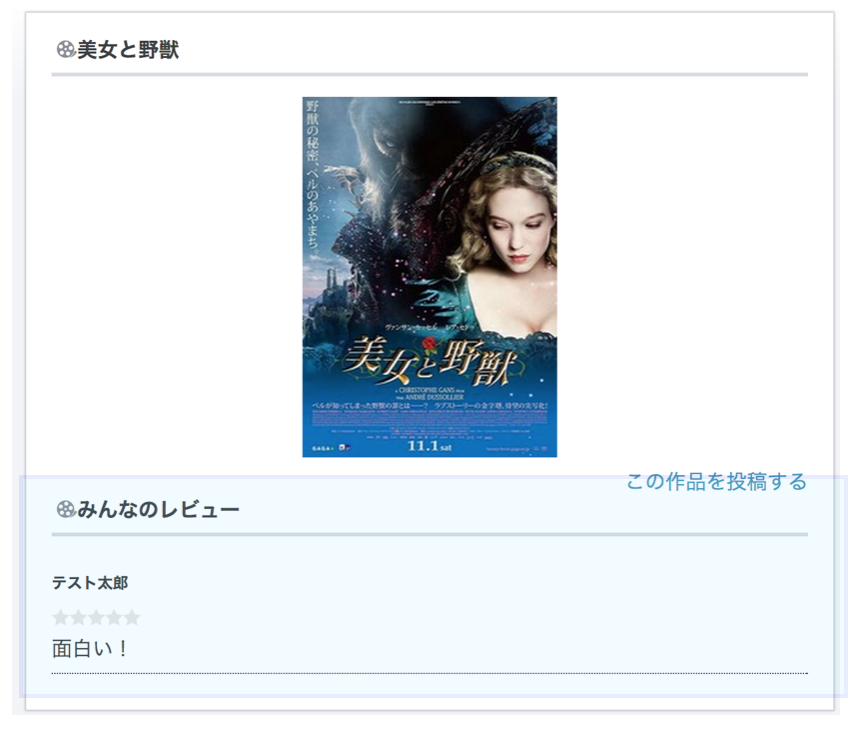 美女と野獣
野獣の秘密、ベルのあやまち。
ヴァンサン・カッセル レア・セドゥ
美女と野獣
A CHRISTOPHE GANS FILM
ANDRÉ DUSSOLLIER
ベルが知ってしまった野獣の罪とは——? ラブストーリーの金字塔、待望の実写化!
GAGA
11.1 sat
この作品を投稿する
みんなのレビュー
テスト太郎
面白い！